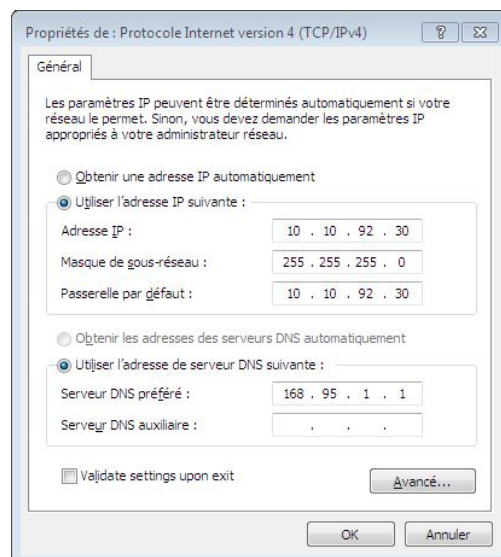 Propriétés de : Protocole Internet version 4 (TCP/IPv4)
Général
Les paramètres IP peuvent être déterminés automatiquement si votre
réseau le permet. Sinon, vous devez demander les paramètres IP
appropriés à votre administrateur réseau.
Obtenir une adresse IP automatiquement
Utiliser l'adresse IP suivante :
Adresse IP : 10 . 10 . 92 . 30
Masque de sous-réseau : 255 . 255 . 255 . 0
Passerelle par défaut : 10 . 10 . 92 . 30
Obtenir les adresses des serveurs DNS automatiquement
Utiliser l'adresse de serveur DNS suivante :
Serveur DNS préféré : 168 . 95 . 1 . 1
Serveur DNS auxiliaire : . . .
Validate settings upon exit
Avancé...
OK Annuler